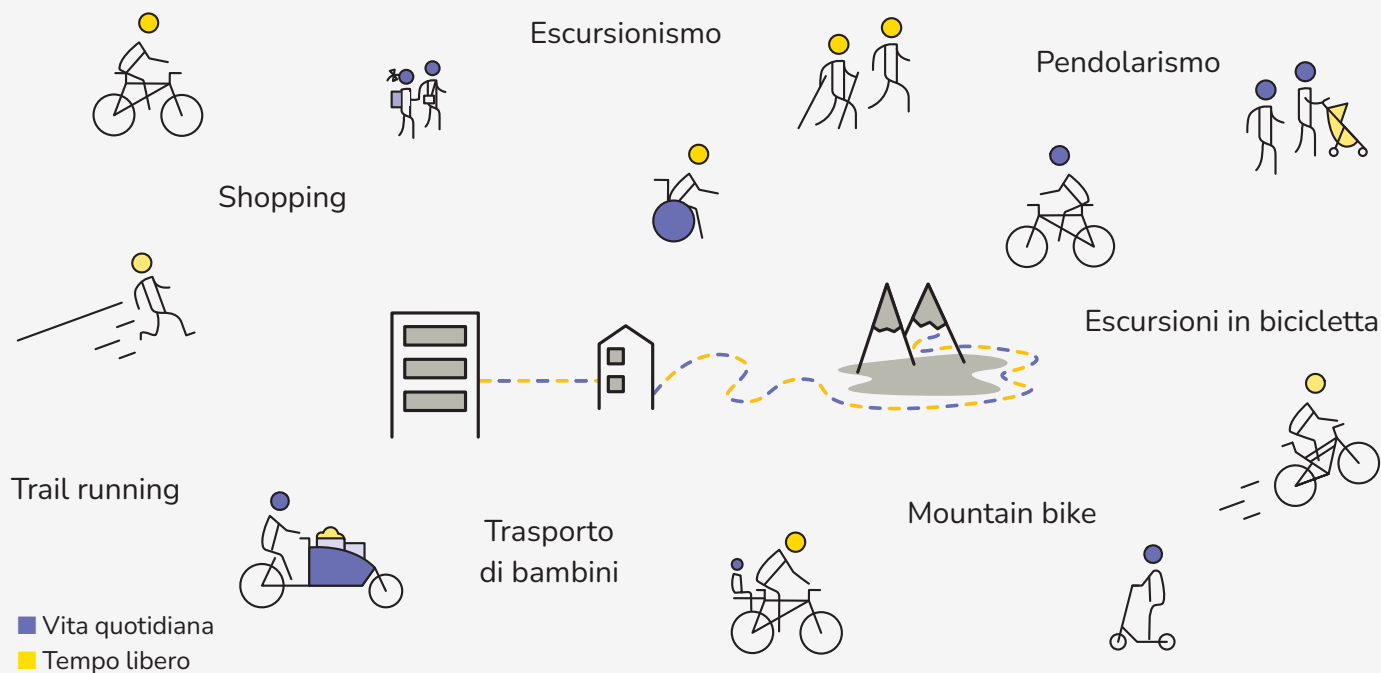 Escursionismo
Pendolarismo
Shopping
Escursioni in bicicletta
Trail running
Trasporto
di bambini
Mountain bike
Vita quotidiana
Tempo libero